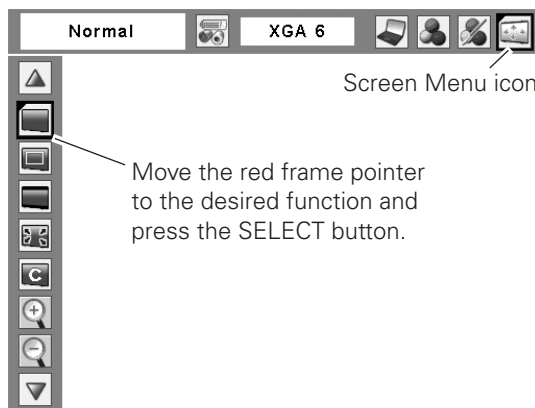 Normal XGA 6
Screen Menu icon
Move the red frame pointer
to the desired function and
press the SELECT button.
C